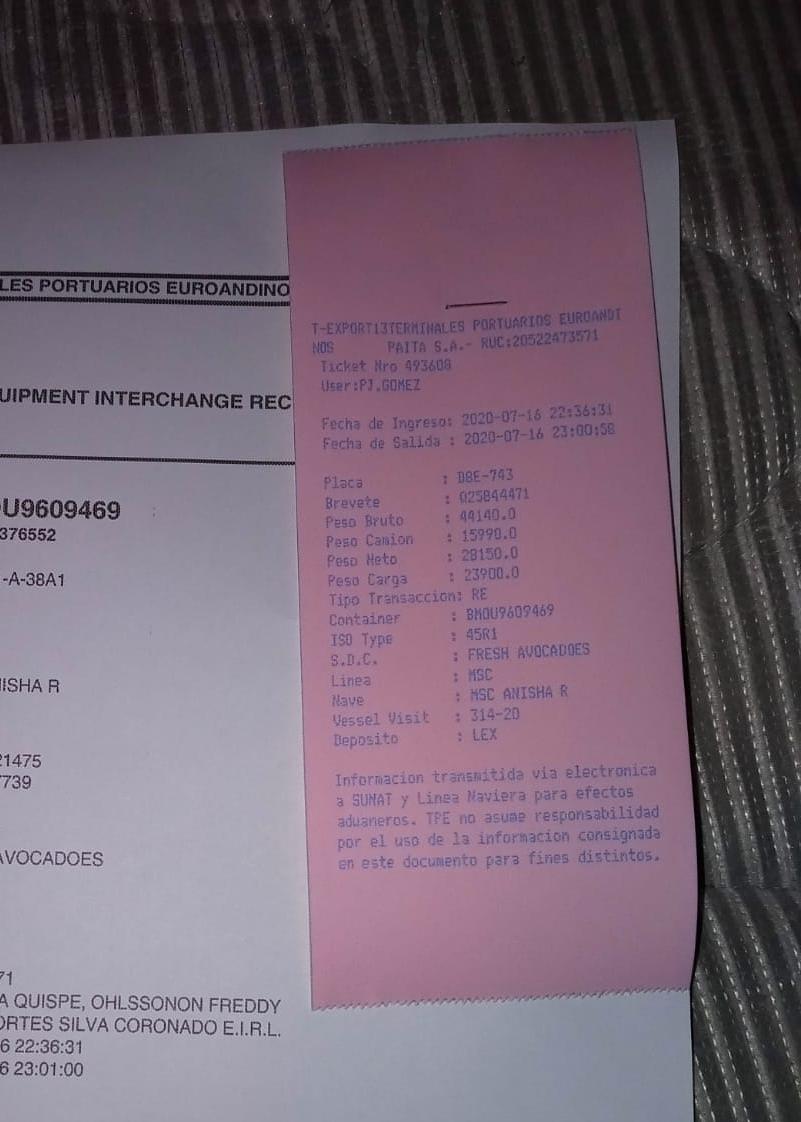 LES PORTUARIOS EUROANDINO
UIPMENT INTERCHANGE REC
U9609469
376552
-A-38A1
NISHA R
21475
7739
AVOCADOES
71
A QUISPE, OHLSSONON FREDDY
ORTES SILVA CORONADO E.I.R.L.
6 22:36:31
6 23:01:00
T-EXPORT13TERMINALES PORTUARIOS EUROANDI
NOS PAITA S.A.- RUC:20522473571
Ticket Nro 493608
User:PJ.GOMEZ
Fecha de Ingreso: 2020-07-16 22:36:31
Fecha de Salida : 2020-07-16 23:00:58
Placa : D8E-743
Brevete : Q25844471
Peso Bruto : 44140.0
Peso Camion : 15990.0
Peso Neto : 28150.0
Peso Carga : 23900.0
Tipo Transaccion: RE
Container : BMOU9609469
ISO Type : 45R1
S.D.C. : FRESH AVOCADOES
Linea : MSC
Nave : MSC ANISHA R
Vessel Visit : 314-20
Deposito : LEX
Informacion transmitida via electronica
a SUNAT y Linea Naviera para efectos
aduaneros. TPE no asume responsabilidad
por el uso de la informacion consignada
en este documento para fines distintos.